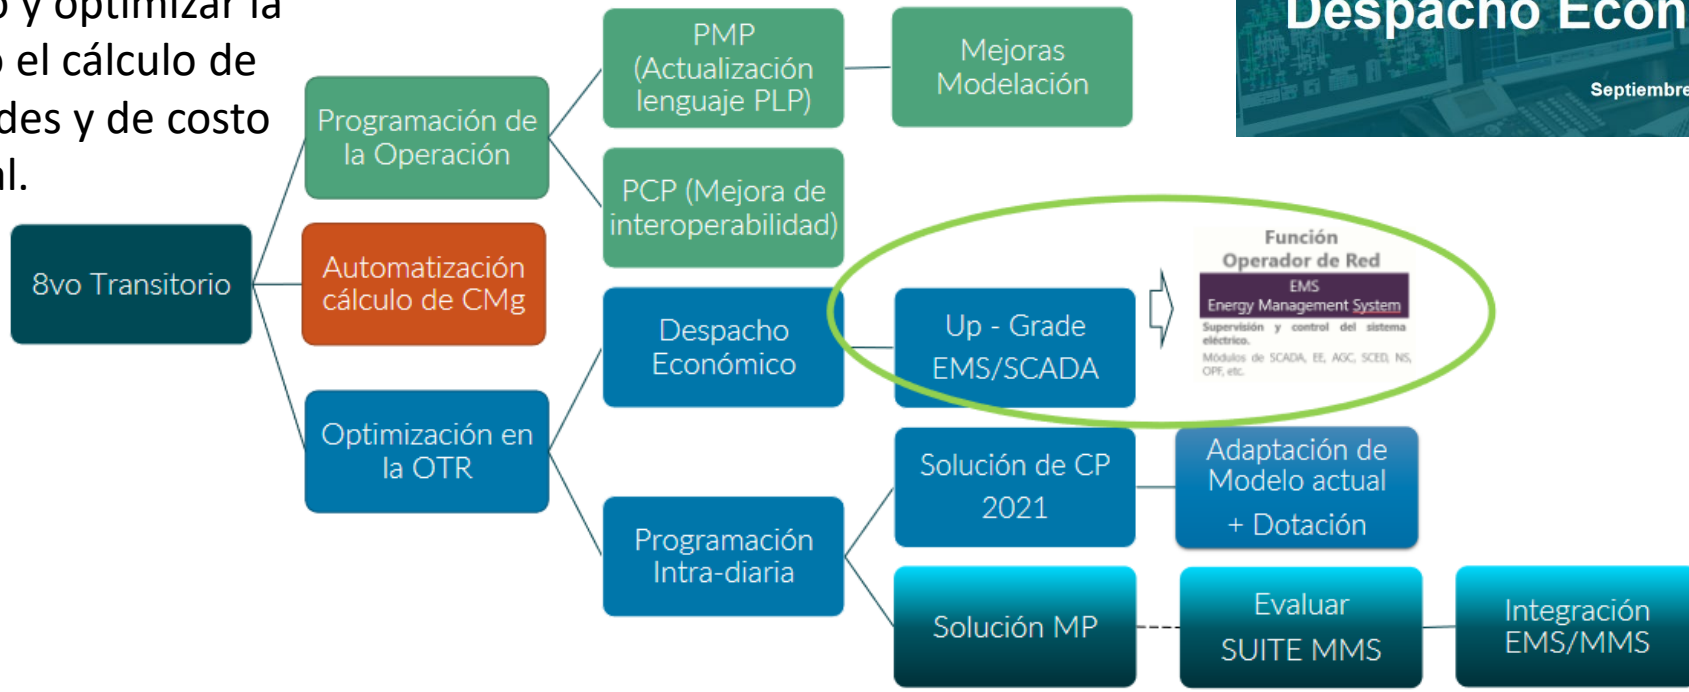 y optimizar la
el cálculo de
y de costo
Despacho
Septiembre
8vo Transitorio
Programación de
la Operación
PMP
(Actualización
lenguaje PLP)
Mejoras
Modelación
PCP (Mejora de
interoperabilidad)
Automatización
cálculo de CMg
Optimización en
la OTR
Despacho
Económico
Up - Grade
EMS/SCADA
Función
Operador de Red
EMS
Energy Management System
Supervisión y control del sistema
eléctrico.
Módulos de SCADA, EE, AGC, SCED, NS,
OPF, etc.
Programación
Intra-diaria
Solución de CP
2021
Adaptación de
Modelo actual
+ Dotación
Solución MP
Evaluar
SUITE MMS
Integración
EMS/MMS